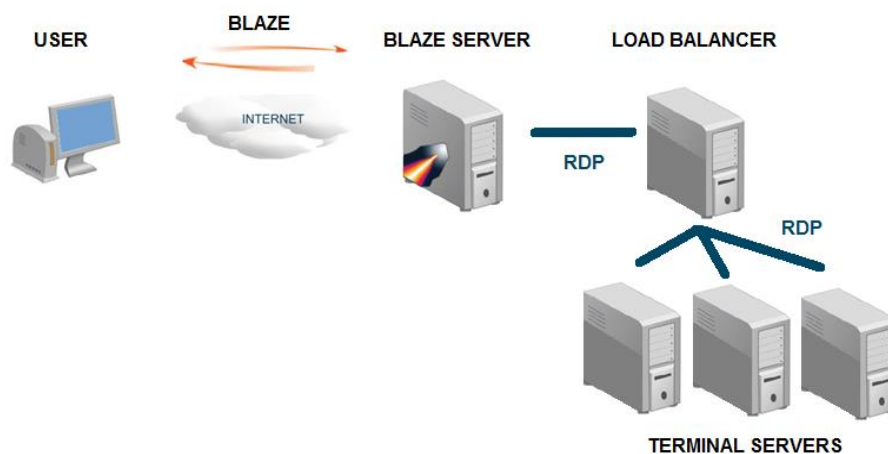 USER
BLAZE
BLAZE SERVER
LOAD BALANCER
INTERNET
RDP
RDP
TERMINAL SERVERS